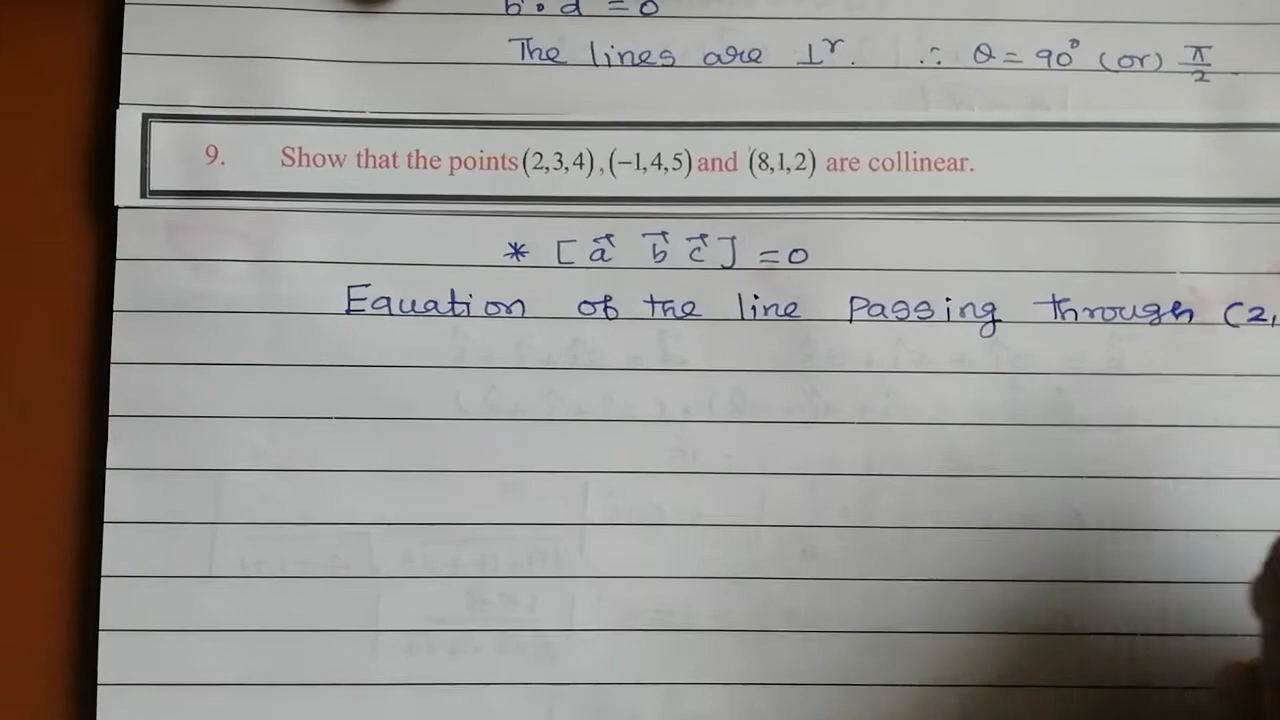 b⃗ . d⃗ = 0
The lines are ⊥ʳ. ∴ θ = 90° (or) π/2
9. Show that the points (2,3,4) , (−1,4,5) and (8,1,2) are collinear.
* [ a⃗ b⃗ c⃗ ] = 0
Equation of the line passing through (2,